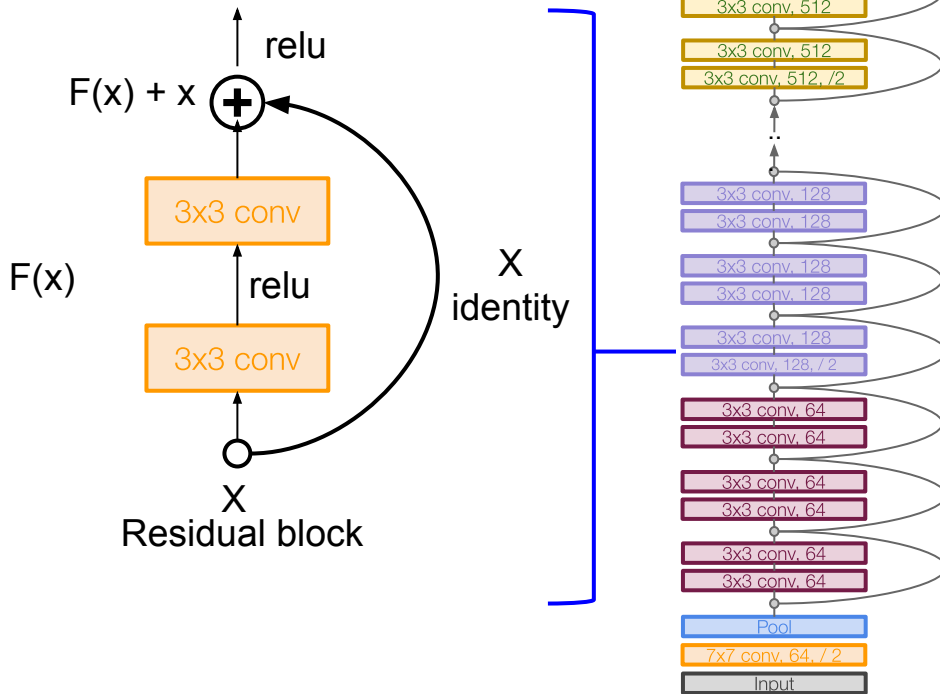 relu
F(x) + x
3x3 conv
F(x)
relu
X
identity
3x3 conv
X
Residual block
3x3 conv, 512
3x3 conv, 512
3x3 conv, 512, /2
..
3x3 conv, 128
3x3 conv, 128
3x3 conv, 128
3x3 conv, 128
3x3 conv, 128
3x3 conv, 128, / 2
3x3 conv, 64
3x3 conv, 64
3x3 conv, 64
3x3 conv, 64
3x3 conv, 64
3x3 conv, 64
Pool
7x7 conv, 64, / 2
Input